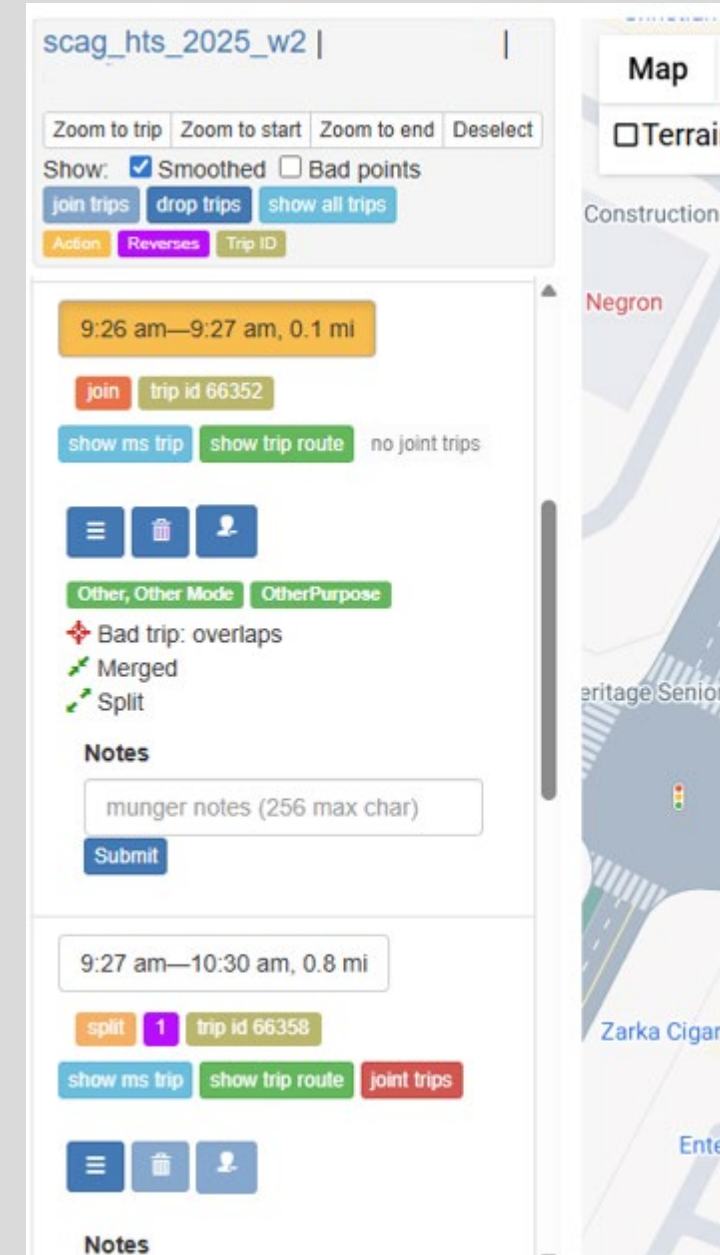 scag_hts_2025_w2 | |
Zoom to trip Zoom to start Zoom to end Deselect
Show: Smoothed Bad points
join trips drop trips show all trips
Action Reverses Trip ID
9:26 am—9:27 am, 0.1 mi
join trip id 66352
show ms trip show trip route no joint trips
Other, Other Mode OtherPurpose
Bad trip: overlaps
Merged
Split
Notes
munger notes (256 max char)
Submit
9:27 am—10:30 am, 0.8 mi
split 1 trip id 66358
show ms trip show trip route joint trips
Notes
Map
Terrai
Construction
Negron
eritage Senior
Zarka Cigar
Ente